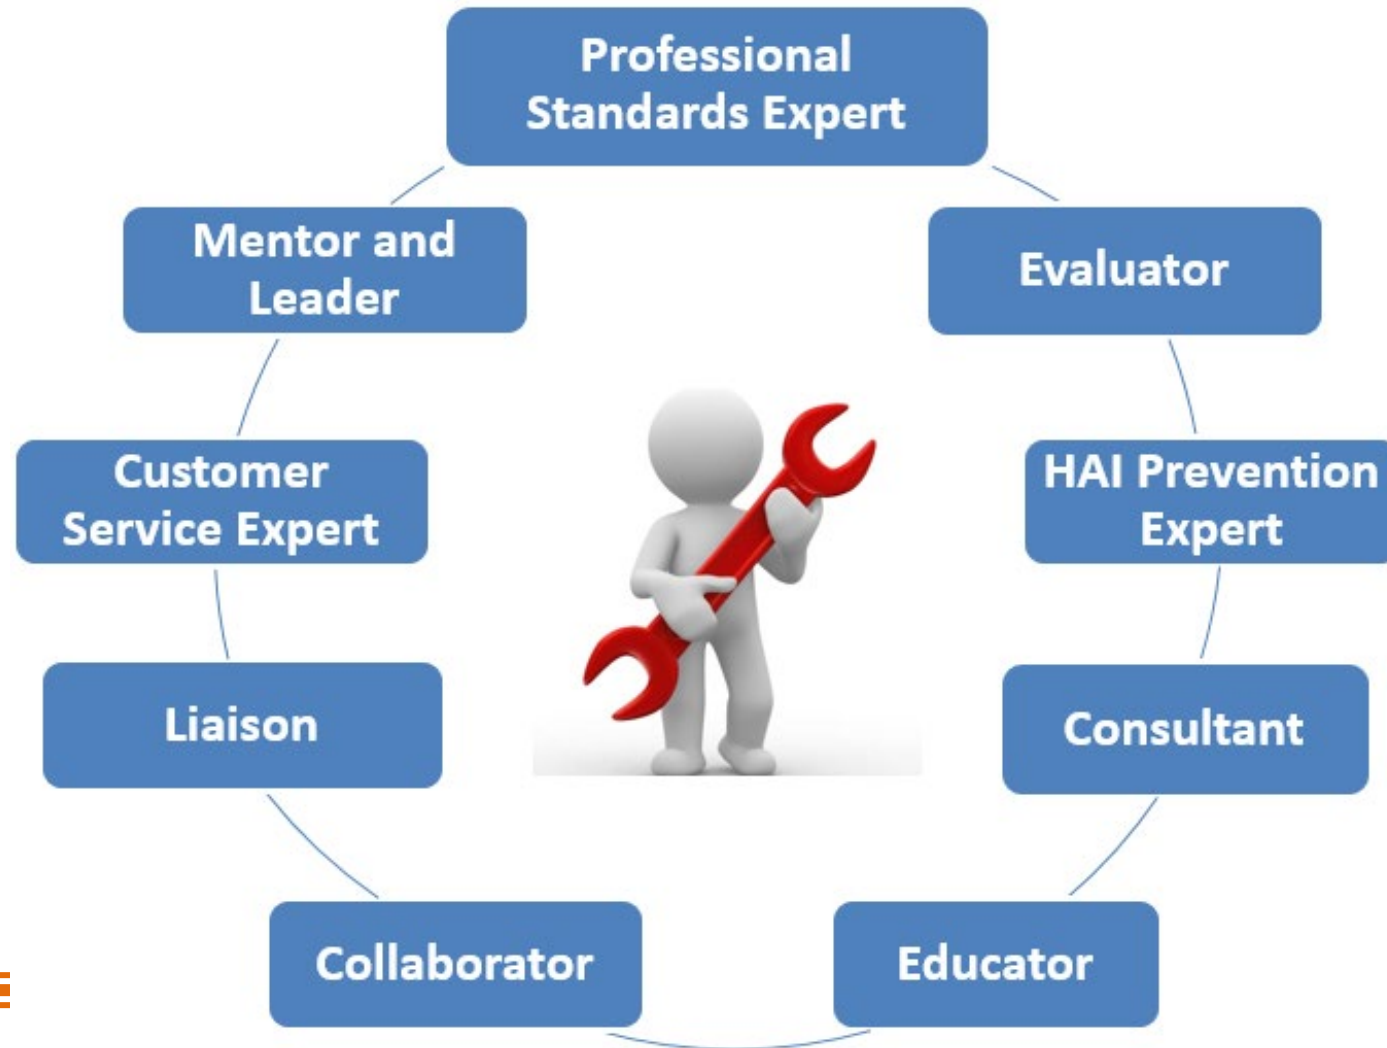 Professional
Standards Expert
Mentor and
Leader
Evaluator
Customer
Service Expert
HAI Prevention
Expert
Liaison
Consultant
Collaborator
Educator